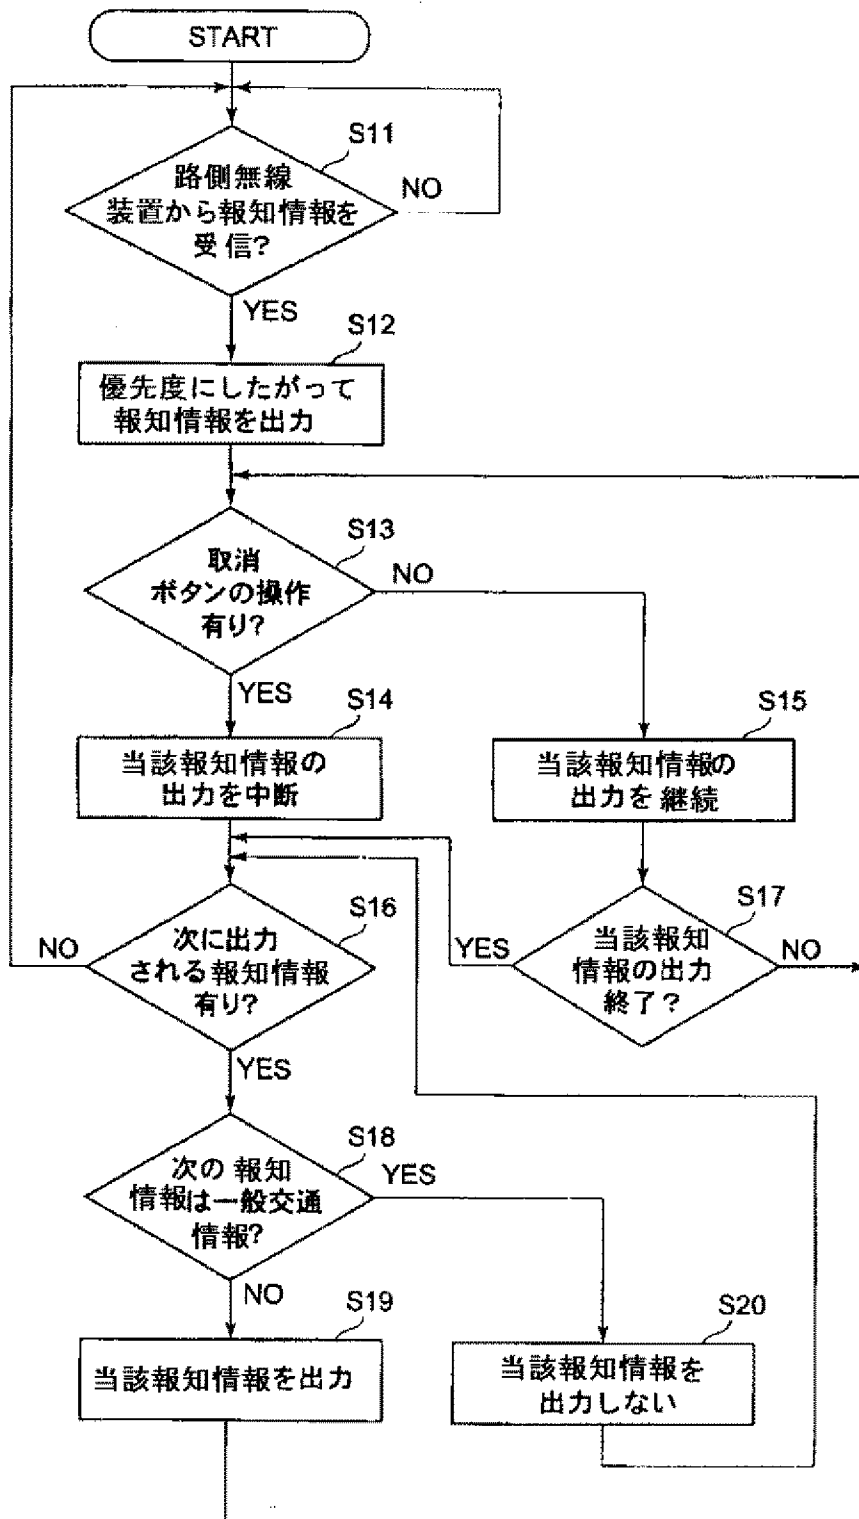 START
S11
路側無線
装置から報知情報を
受信?
NO
YES
S12
優先度にしたがって
報知情報を出力
S13
取消
ボタンの操作
有り?
NO
YES
S14
当該報知情報の
出力を中断
S15
当該報知情報の
出力を継続
S16
次に出力
される報知情報
有り?
NO
YES
S17
当該報知
情報の出力
終了?
YES
NO
S18
次の報知
情報は一般交通
情報?
YES
NO
S19
当該報知情報を出力
S20
当該報知情報を
出力しない